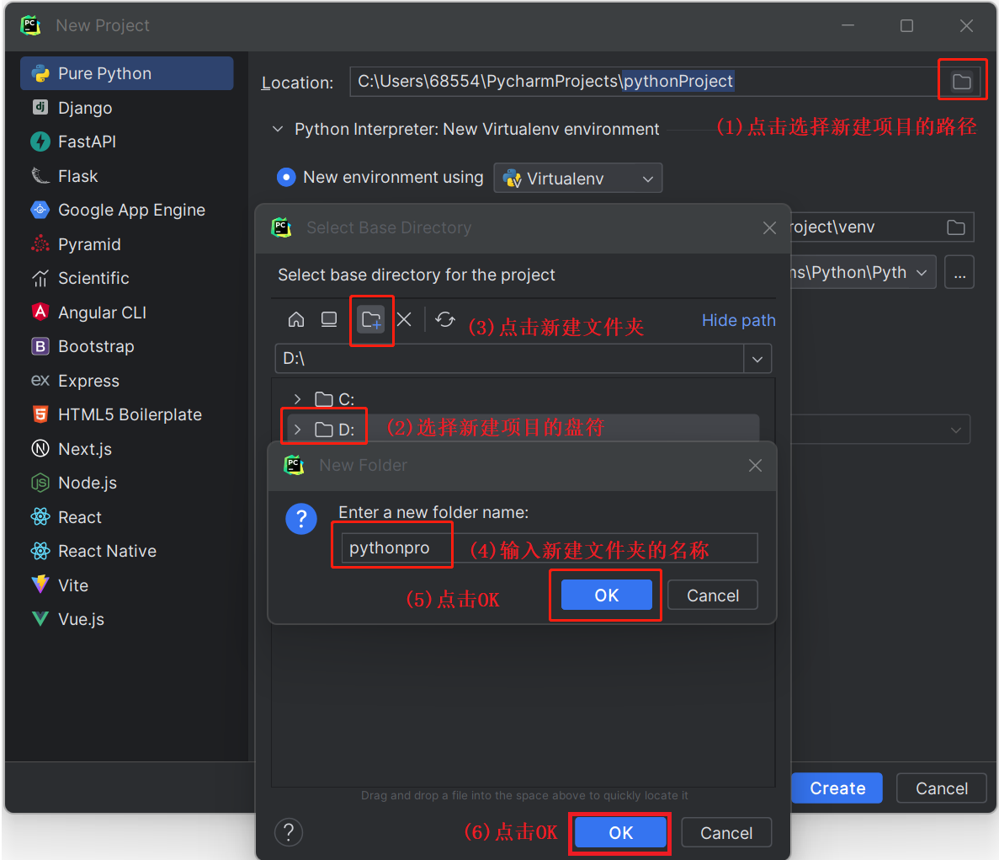 New Project
Pure Python
Django
FastAPI
Flask
Google App Engine
Pyramid
Scientific
Angular CLI
Bootstrap
Express
HTML5 Boilerplate
Next.js
Node.js
React
React Native
Vite
Vue.js
Location: C:\Users\68554\PycharmProjects\pythonProject
Python Interpreter: New Virtualenv environment
(1)点击选择新建项目的路径
New environment using Virtualenv
roject\venv
ns\Python\Pyth ...
Select Base Directory
Select base directory for the project
(3)点击新建文件夹
Hide path
D:\
C:
D:
(2)选择新建项目的盘符
New Folder
Enter a new folder name:
pythonpro
(4)输入新建文件夹的名称
(5)点击OK
OK
Cancel
Drag and drop a file into the space above to quickly locate it
Create
Cancel
(6)点击OK
OK
Cancel